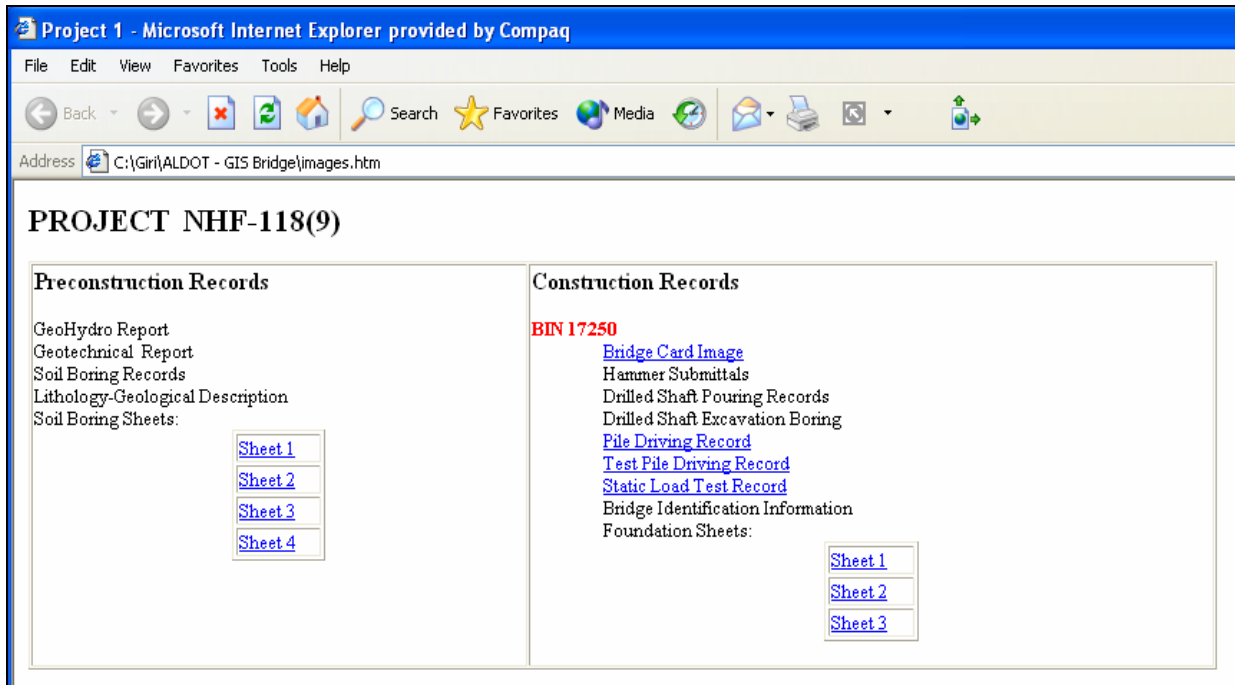 Project 1 - Microsoft Internet Explorer provided by Compaq
File Edit View Favorites Tools Help
Back Search Favorites Media
Address C:\Giri\ALDOT - GIS Bridge\images.htm
PROJECT NHF-118(9)
Preconstruction Records
GeoHydro Report
Geotechnical Report
Soil Boring Records
Lithology-Geological Description
Soil Boring Sheets:
Sheet 1
Sheet 2
Sheet 3
Sheet 4
Construction Records
BIN 17250
Bridge Card Image
Hammer Submittals
Drilled Shaft Pouring Records
Drilled Shaft Excavation Boring
Pile Driving Record
Test Pile Driving Record
Static Load Test Record
Bridge Identification Information
Foundation Sheets:
Sheet 1
Sheet 2
Sheet 3